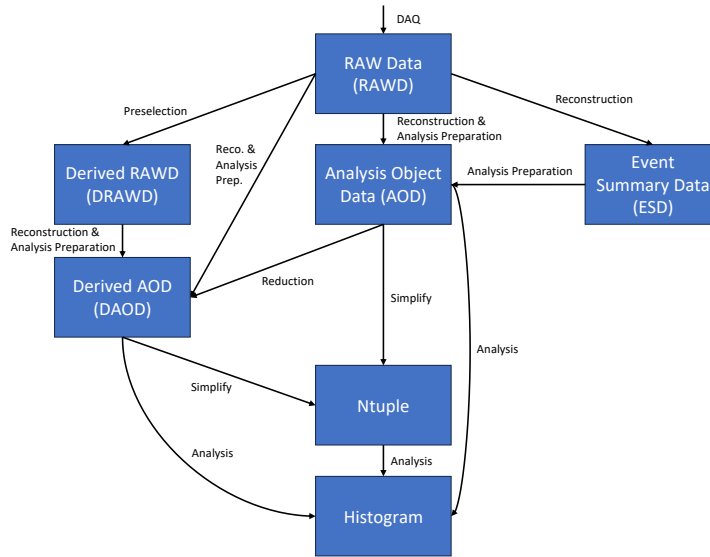 DAQ
RAW Data
(RAWD)
Preselection
Reconstruction
Reconstruction &
Analysis Preparation
Reco. &
Analysis
Prep.
Derived RAWD
(DRAWD)
Analysis Object
Data (AOD)
Analysis Preparation
Event
Summary Data
(ESD)
Reconstruction &
Analysis Preparation
Derived AOD
(DAOD)
Reduction
Simplify
Analysis
Simplify
Ntuple
Analysis
Analysis
Histogram